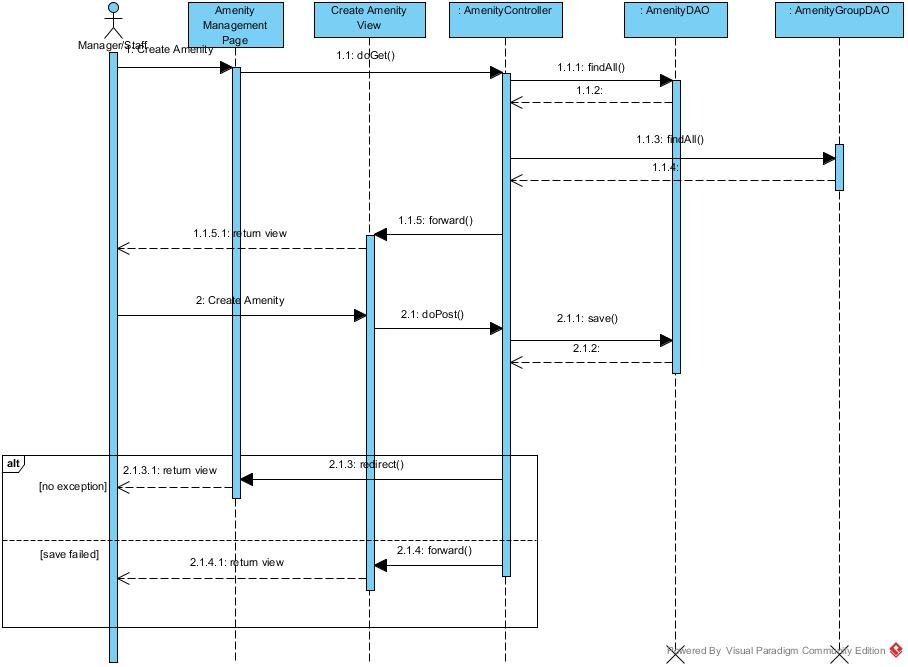 Amenity
Management
Page
Create Amenity
View
: AmenityController
: AmenityDAO
: AmenityGroupDAO
Manager/Staff
1: Create Amenity
1.1: doGet()
1.1.1: findAll()
1.1.2:
1.1.3: findAll()
1.1.4:
1.1.5: forward()
1.1.5.1: return view
2: Create Amenity
2.1: doPost()
2.1.1: save()
2.1.2:
alt
2.1.3: redirect()
2.1.3.1: return view
[no exception]
2.1.4: forward()
[save failed]
2.1.4.1: return view
Powered By Visual Paradigm Community Edition